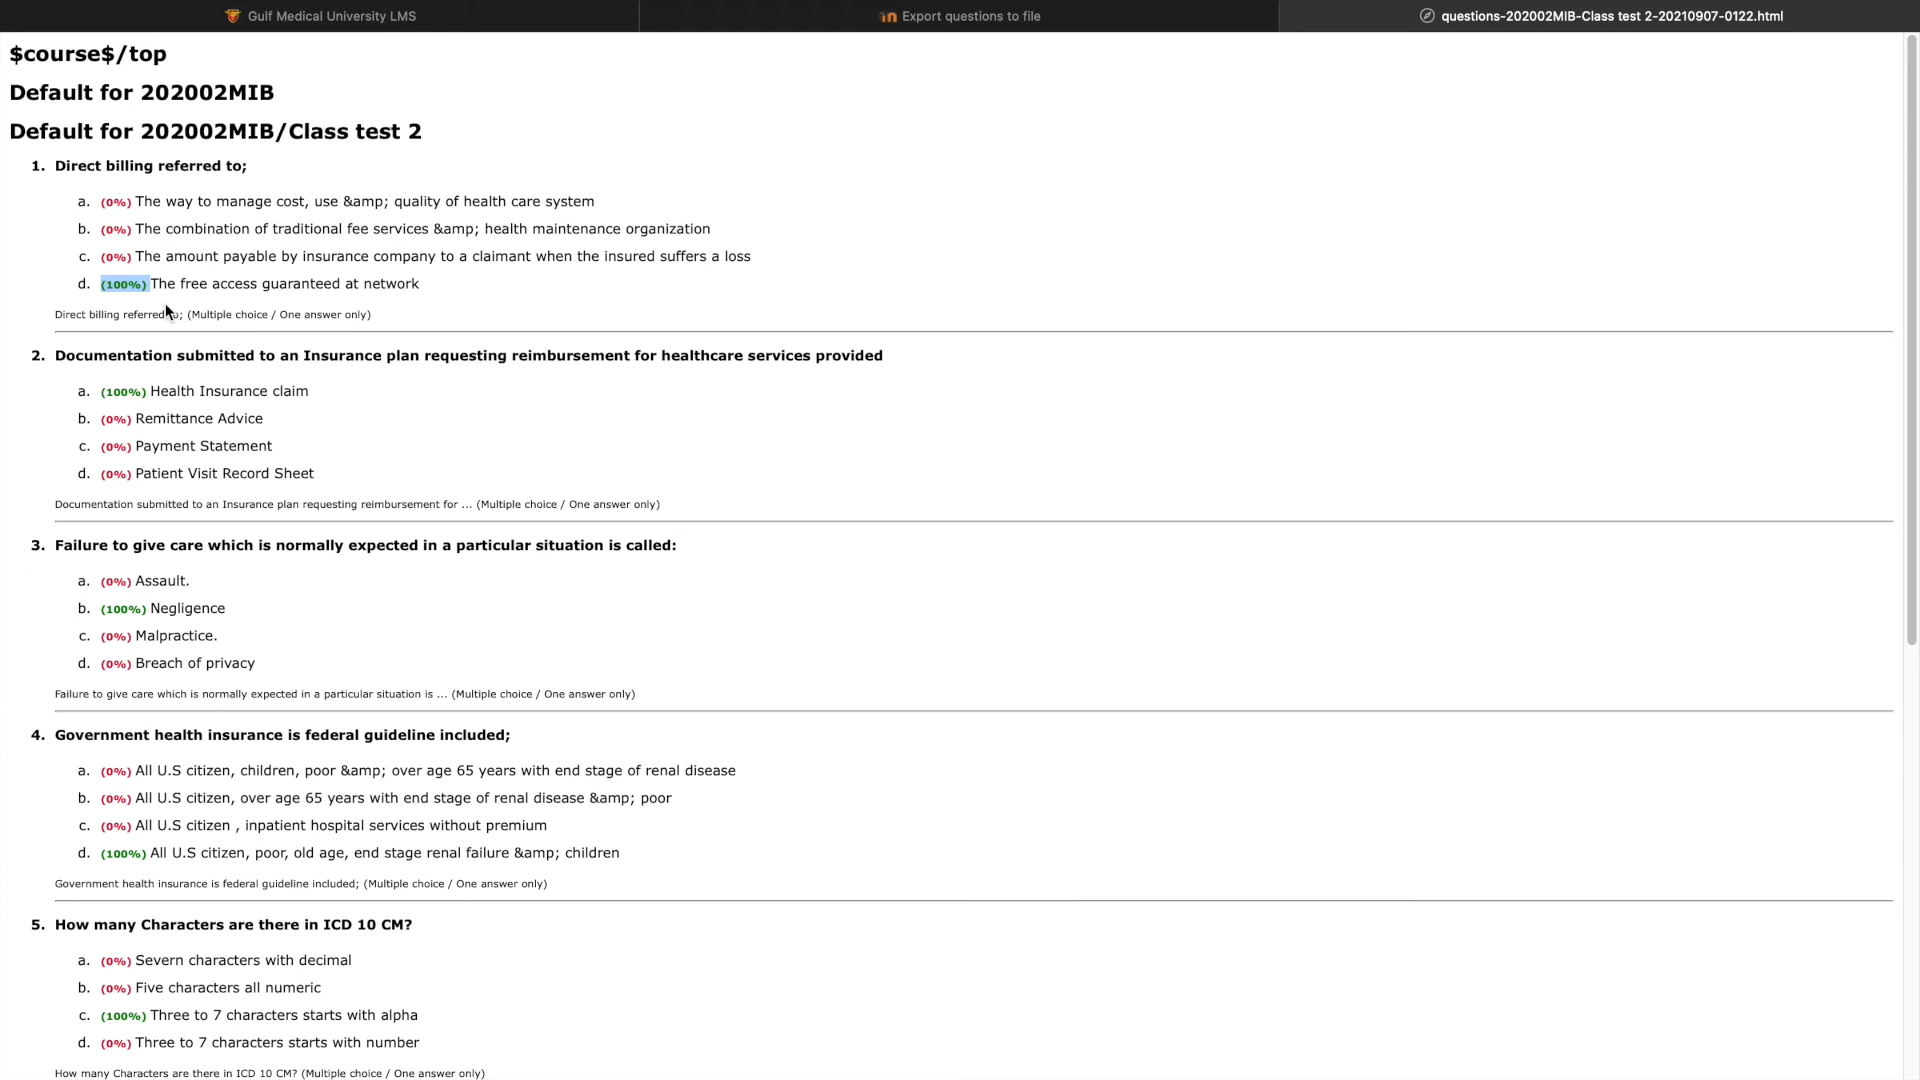 Gulf Medical University LMS
Export questions to file
questions-202002MIB-Class test 2-20210907-0122.html
$course$/top
Default for 202002MIB
Default for 202002MIB/Class test 2
1. Direct billing referred to;
a. (0%) The way to manage cost, use &amp; quality of health care system
b. (0%) The combination of traditional fee services &amp; health maintenance organization
c. (0%) The amount payable by insurance company to a claimant when the insured suffers a loss
d. (100%) The free access guaranteed at network
Direct billing referred to; (Multiple choice / One answer only)
2. Documentation submitted to an Insurance plan requesting reimbursement for healthcare services provided
a. (100%) Health Insurance claim
b. (0%) Remittance Advice
c. (0%) Payment Statement
d. (0%) Patient Visit Record Sheet
Documentation submitted to an Insurance plan requesting reimbursement for ... (Multiple choice / One answer only)
3. Failure to give care which is normally expected in a particular situation is called:
a. (0%) Assault.
b. (100%) Negligence
c. (0%) Malpractice.
d. (0%) Breach of privacy
Failure to give care which is normally expected in a particular situation is ... (Multiple choice / One answer only)
4. Government health insurance is federal guideline included;
a. (0%) All U.S citizen, children, poor &amp; over age 65 years with end stage of renal disease
b. (0%) All U.S citizen, over age 65 years with end stage of renal disease &amp; poor
c. (0%) All U.S citizen , inpatient hospital services without premium
d. (100%) All U.S citizen, poor, old age, end stage renal failure &amp; children
Government health insurance is federal guideline included; (Multiple choice / One answer only)
5. How many Characters are there in ICD 10 CM?
a. (0%) Severn characters with decimal
b. (0%) Five characters all numeric
c. (100%) Three to 7 characters starts with alpha
d. (0%) Three to 7 characters starts with number
How many Characters are there in ICD 10 CM? (Multiple choice / One answer only)